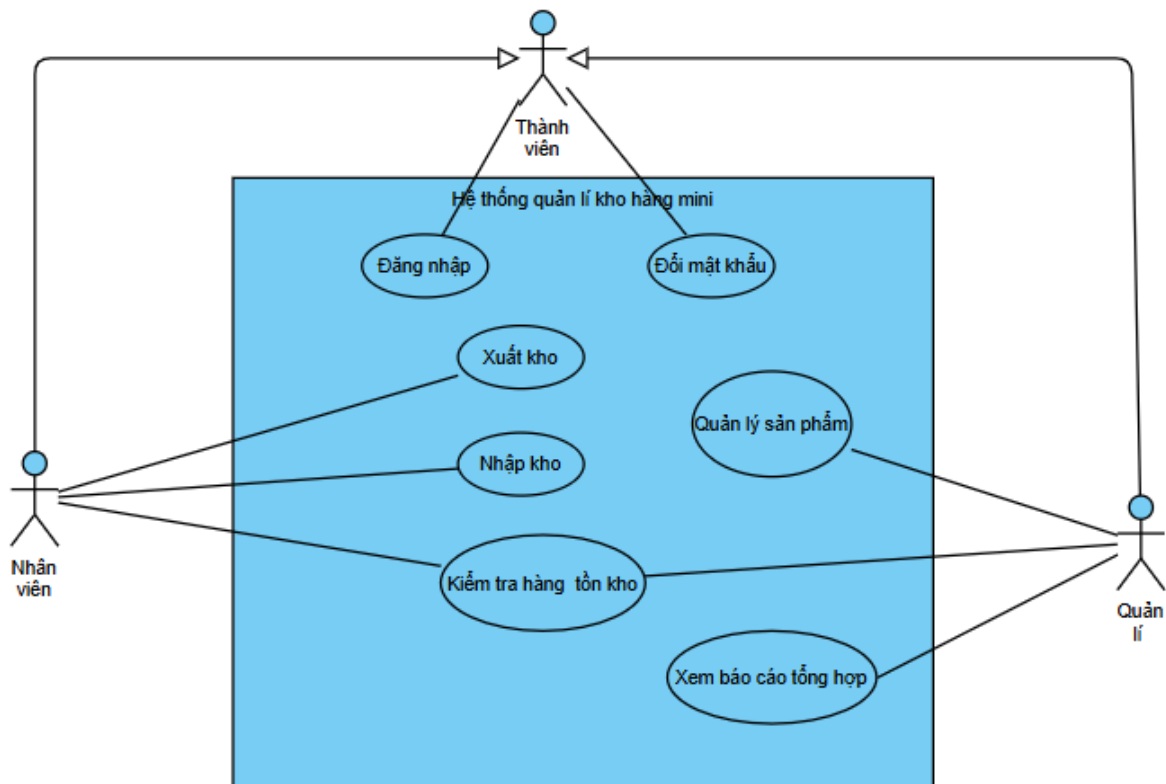 Thành
viên
Hệ thống quản lí kho hàng mini
Đăng nhập
Đổi mật khẩu
Xuất kho
Quản lý sản phẩm
Nhập kho
Nhân
viên
Kiểm tra hàng  tồn kho
Quản
lí
Xem báo cáo tổng hợp